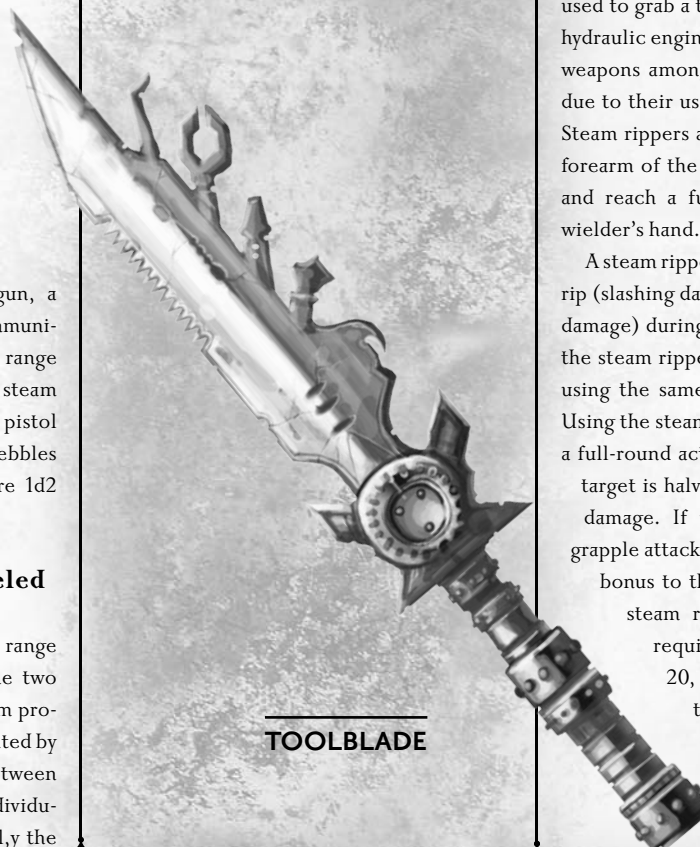 gun, a
mmuni-
range
steam
pistol
ebbles
re 1d2
eled
range
e two
m pro-
ted by
tween
dividu-
l,y the
TOOLBLADE
used to grab a t
hydraulic engin
weapons amon
due to their us
Steam rippers a
forearm of the
and reach a fu
wielder's hand.
A steam rippe
rip (slashing da
damage) during
the steam rippe
using the same
Using the steam
a full-round act
target is halv
damage. If
grapple attack
bonus to th
steam r
requi
20,
t